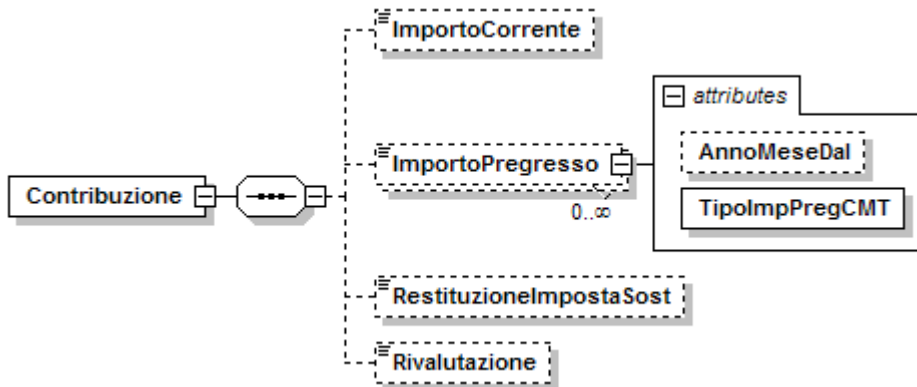 ImportoCorrente
attributes
AnnoMeseDal
ImportoPregresso
Contribuzione
TipoImpPregCMT
0..∞
RestituzioneImpostaSost
Rivalutazione